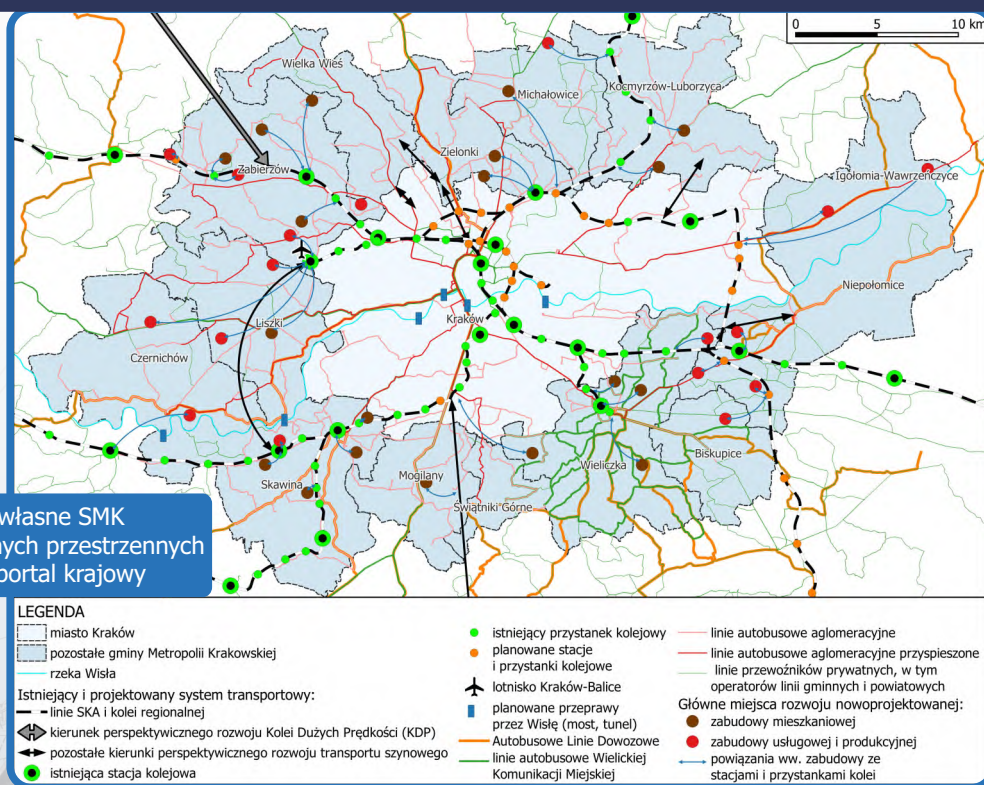 0 5 10 km
Wielka Wieś
Michałowice
Kocmyrzów-Luborzyca
Zielonki
Zabierzów
Igołomia-Wawrzeńczyce
Niepołomice
Kraków
Liszki
Czernichów
Skawina
Mogilany
Świątniki Górne
Wieliczka
Biskupice
własne SMK
nych przestrzennych
portal krajowy
LEGENDA
miasto Kraków
pozostałe gminy Metropolii Krakowskiej
rzeka Wisła
Istniejący i projektowany system transportowy:
linie SKA i kolei regionalnej
kierunek perspektywicznego rozwoju Kolei Dużych Prędkości (KDP)
pozostałe kierunki perspektywicznego rozwoju transportu szynowego
istniejąca stacja kolejowa
istniejący przystanek kolejowy
planowane stacje
i przystanki kolejowe
lotnisko Kraków-Balice
planowane przeprawy
przez Wisłę (most, tunel)
Autobusowe Linie Dowozowe
linie autobusowe Wielickiej
Komunikacji Miejskiej
linie autobusowe aglomeracyjne
linie autobusowe aglomeracyjne przyspieszone
linie przewoźników prywatnych, w tym
operatorów linii gminnych i powiatowych
Główne miejsca rozwoju nowoprojektowanej:
zabudowy mieszkaniowej
zabudowy usługowej i produkcyjnej
powiązania ww. zabudowy ze
stacjami i przystankami kolei